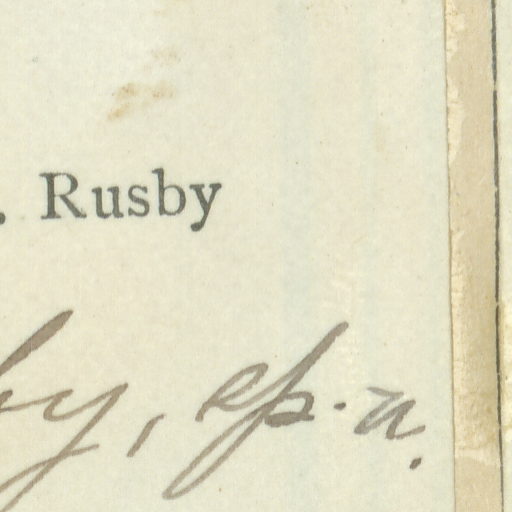 . Rusby
by, sp. n.